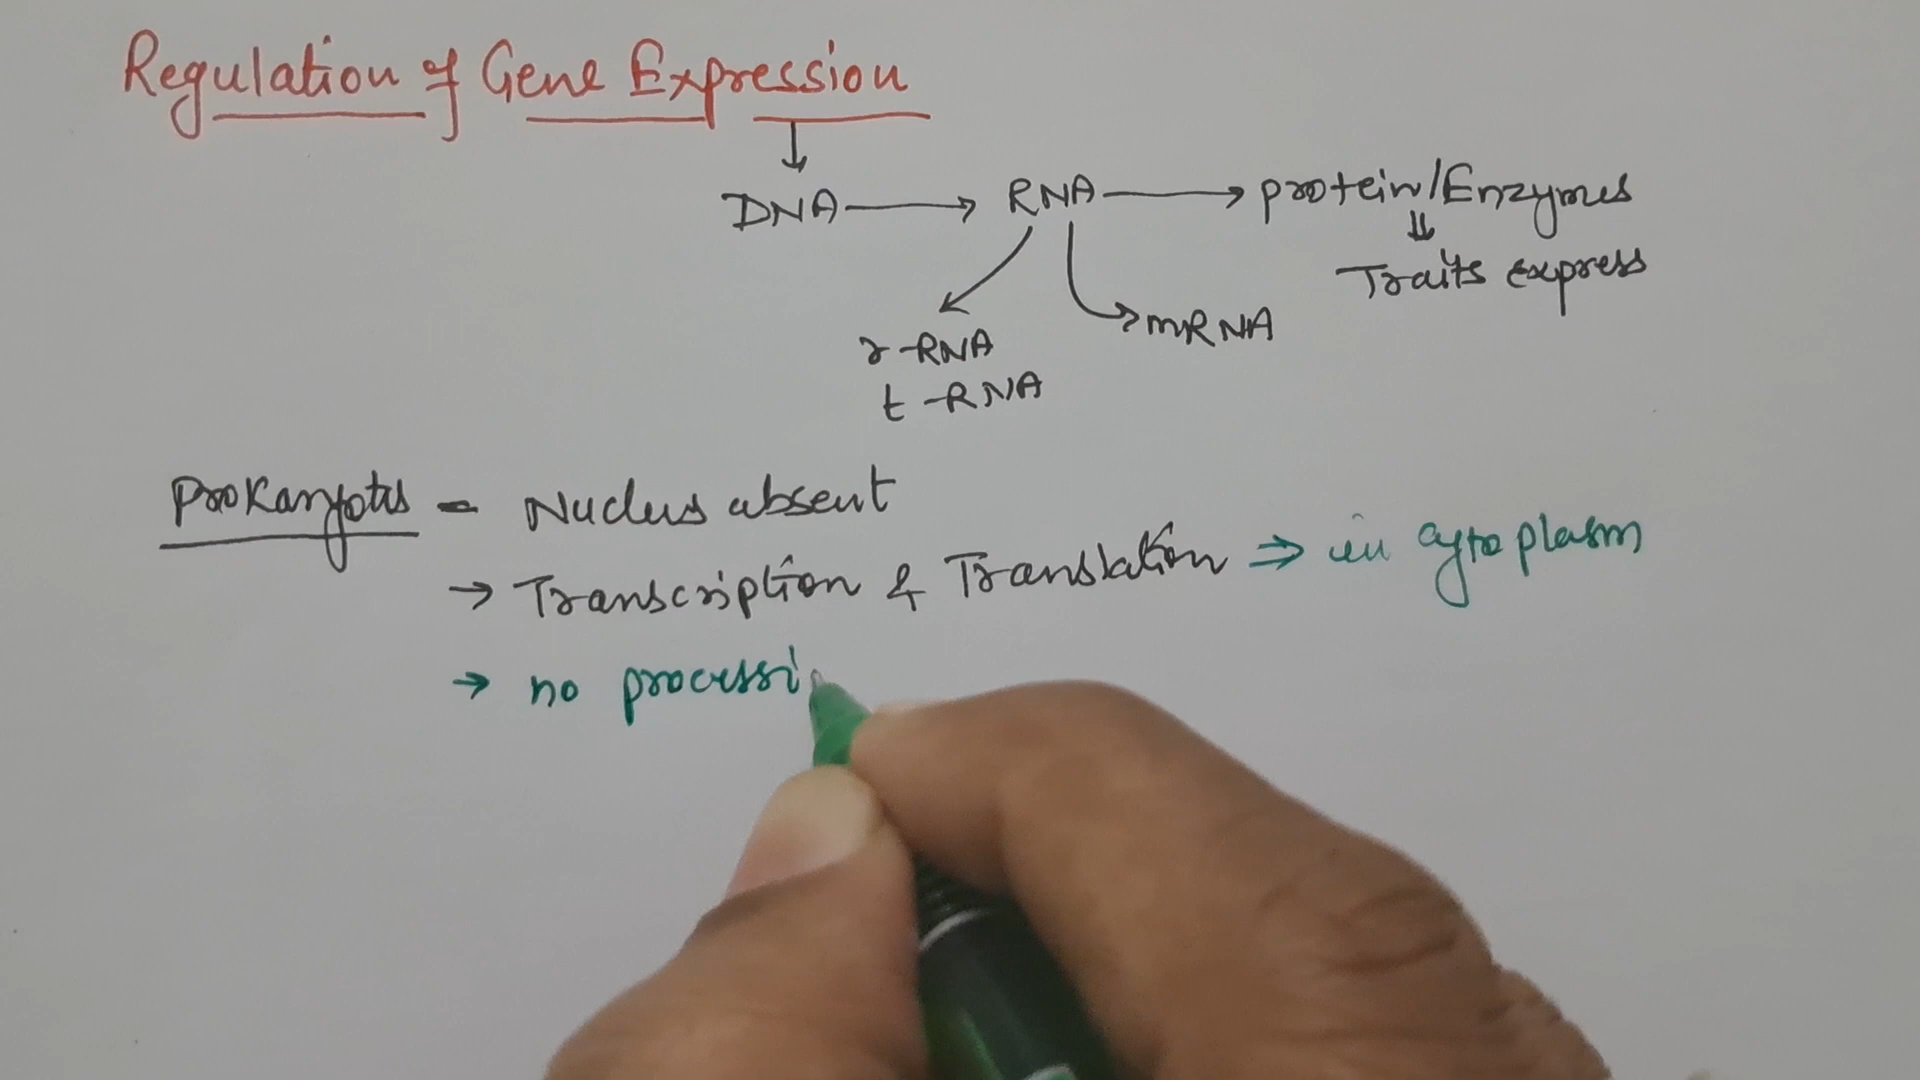 Regulation of Gene Expression
DNA → RNA → protein/Enzymes
Traits express
mRNA
r-RNA
t-RNA
Prokaryotes - Nucleus absent
→ Transcription & Translation ⇒ in cytoplasm
→ no processi